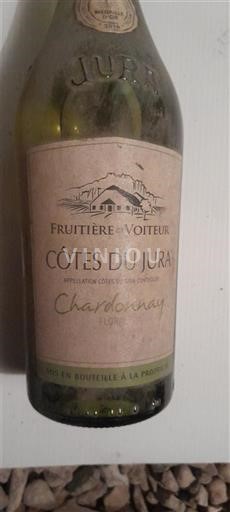 JURA
FRUITIÈRE DE VOITEUR
VINJOU
CÔTES DU JURA
APPELLATION CÔTES DU JURA CONTRÔLÉE
Chardonnay
FLORAL
MIS EN BOUTEILLE À LA PROPRIÉTÉ